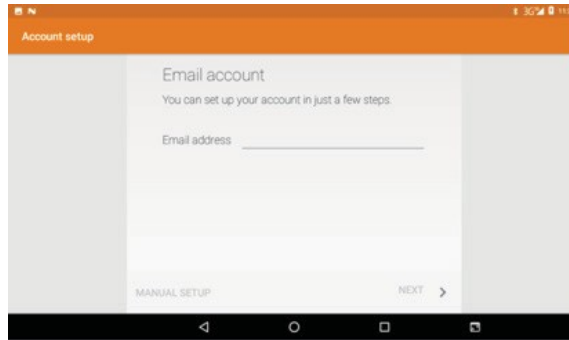 3G
Account setup
Email account
You can set up your account in just a few steps.
Email address
MANUAL SETUP
NEXT